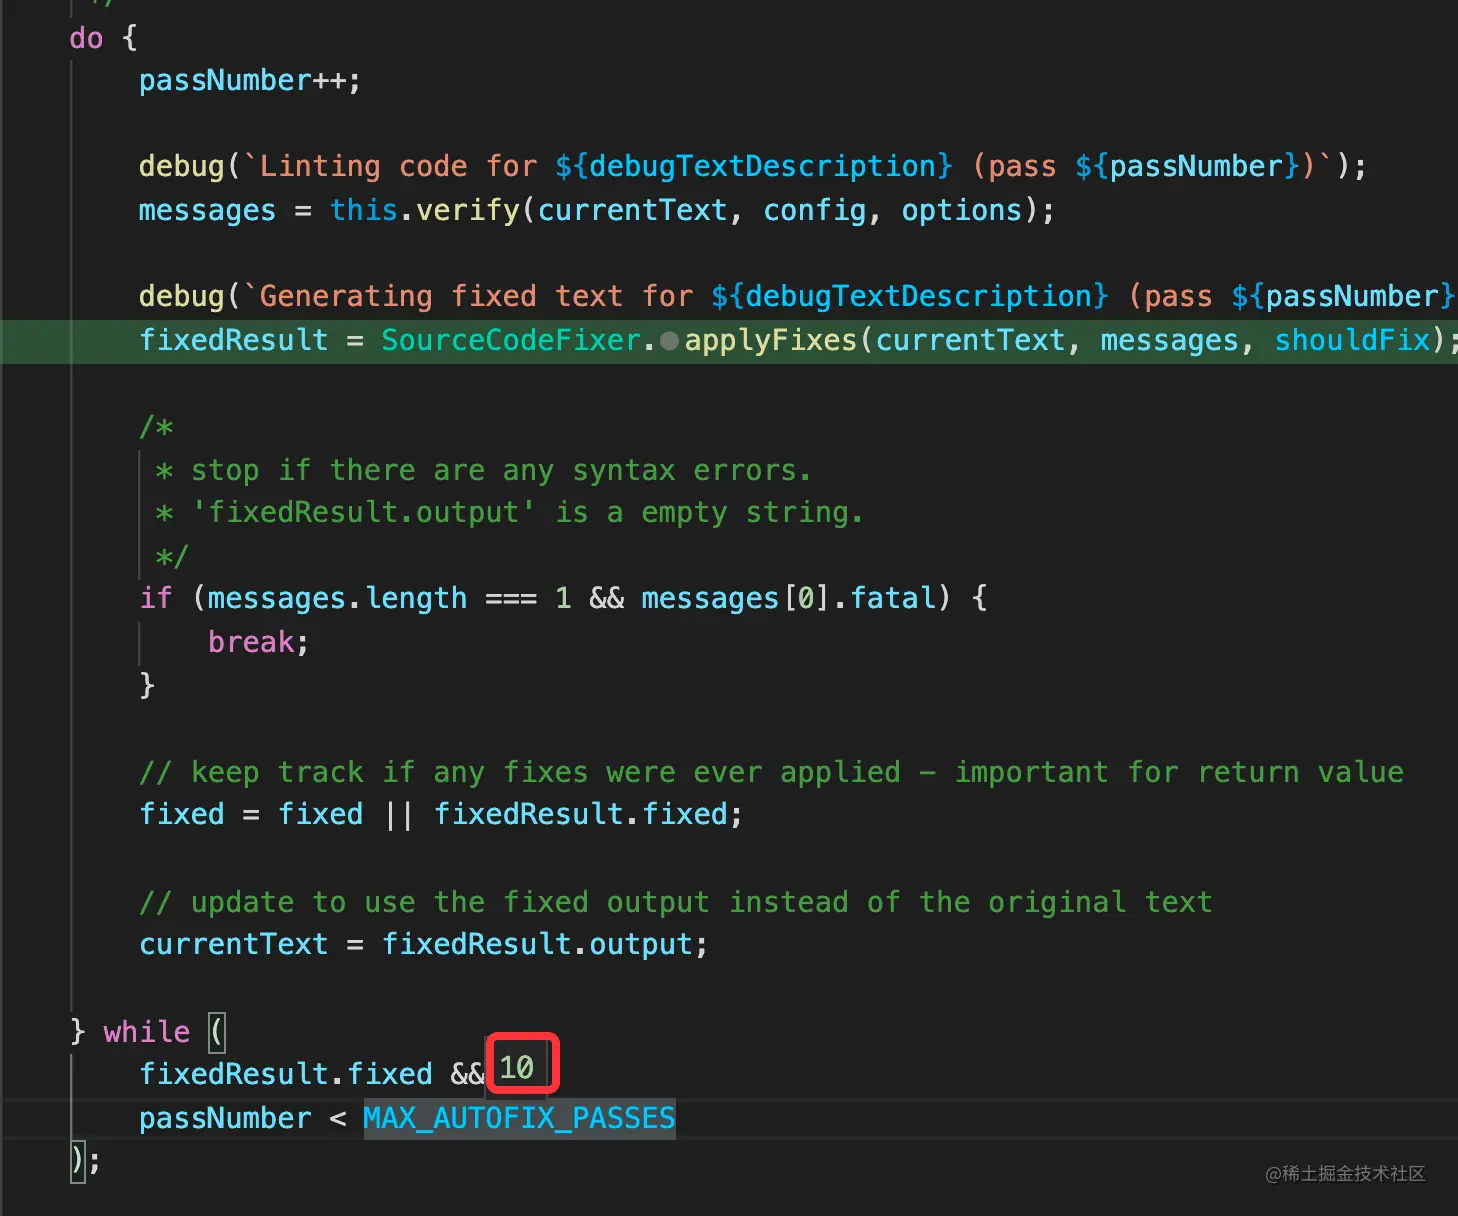 */
do {
passNumber++;
debug(`Linting code for ${debugTextDescription} (pass ${passNumber})`);
messages = this.verify(currentText, config, options);
debug(`Generating fixed text for ${debugTextDescription} (pass ${passNumber}
fixedResult = SourceCodeFixer.applyFixes(currentText, messages, shouldFix);
/*
* stop if there are any syntax errors.
* 'fixedResult.output' is a empty string.
*/
if (messages.length === 1 && messages[0].fatal) {
break;
}
// keep track if any fixes were ever applied - important for return value
fixed = fixed || fixedResult.fixed;
// update to use the fixed output instead of the original text
currentText = fixedResult.output;
} while (
fixedResult.fixed && 10
passNumber < MAX_AUTOFIX_PASSES
);
@稀土掘金技术社区